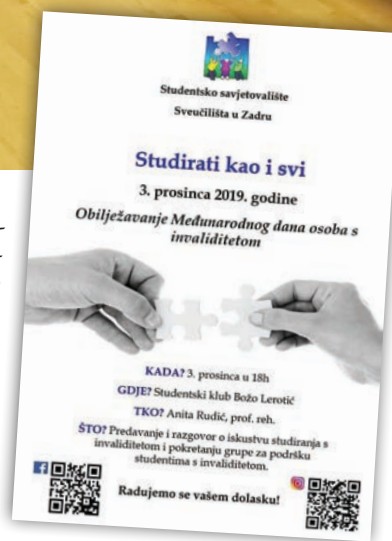 Studentsko savjetovalište
Sveučilišta u Zadru
Studirati kao i svi
3. prosinca 2019. godine
Obilježavanje Međunarodnog dana osoba s
invaliditetom
KADA? 3. prosinca u 18h
GDJE? Studentski klub Božo Lerotić
TKO? Anita Rudić, prof. reh.
ŠTO? Predavanje i razgovor o iskustvu studiranja s
invaliditetom i pokretanju grupe za podršku
studentima s invaliditetom.
Radujemo se vašem dolasku!